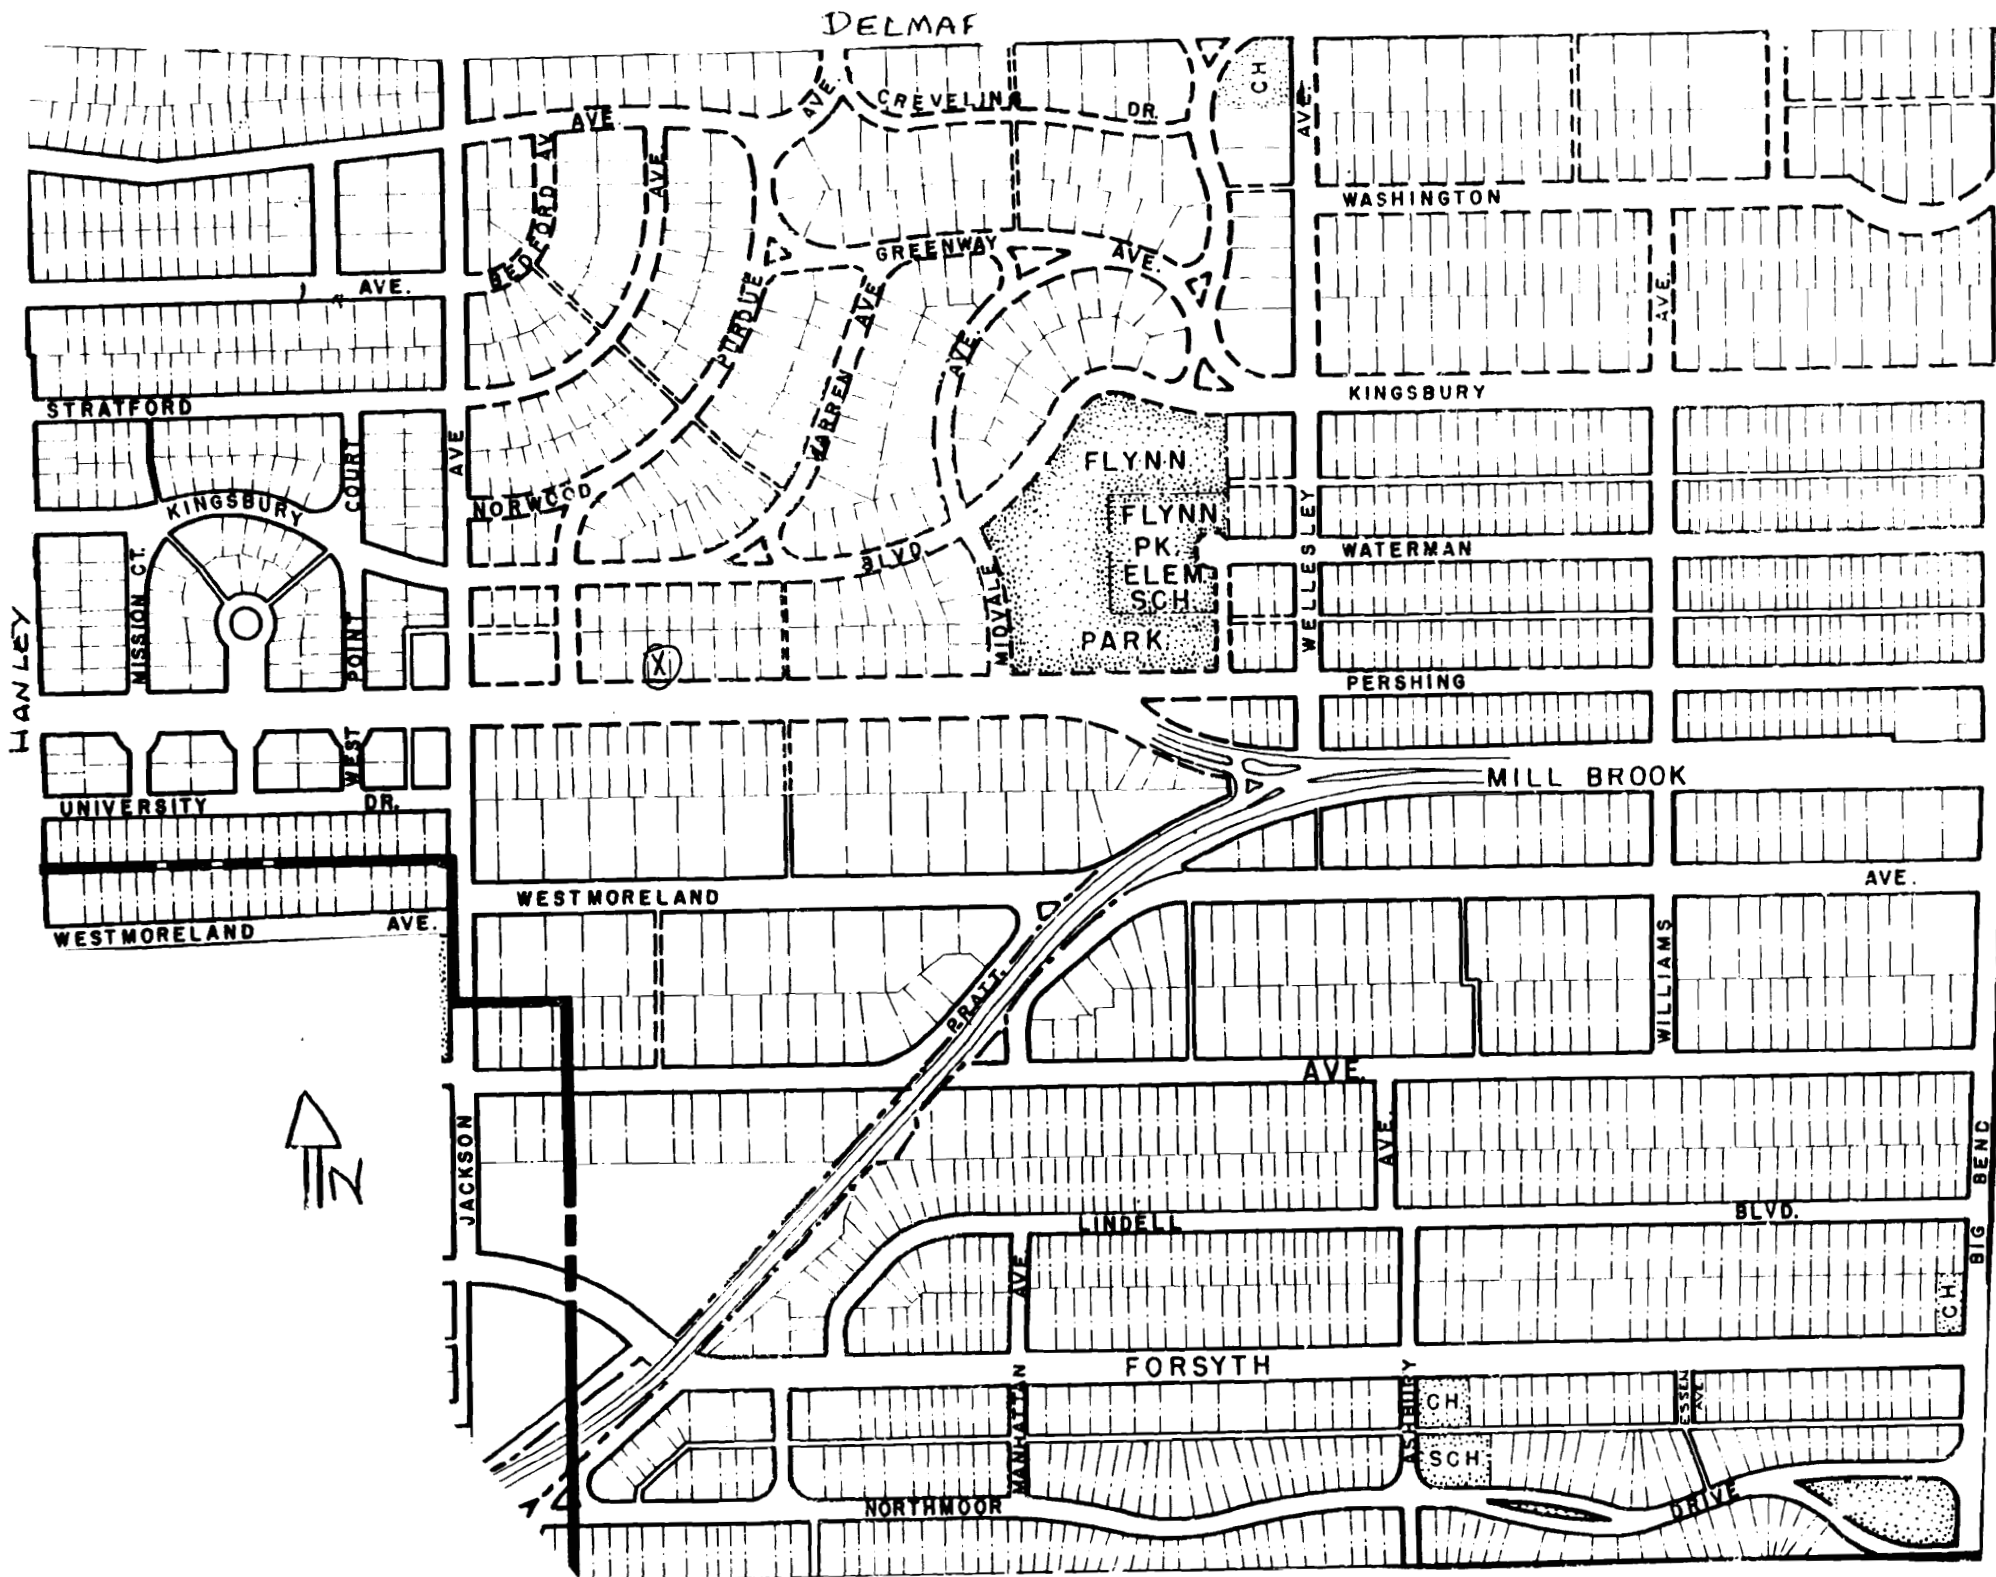 DELMAF
CREVELING
DR.
AVE.
CH
AVE.
AVE.
BEDFORD AV
AVE.
WASHINGTON
GREENWAY
AVE.
AVE.
PURDUE
AVE.
AVE.
AVE.
WARREN
KINGSBURY
STRATFORD
COURT
AVE
FLYNN
KINGSBURY
NORWOOD
FLYNN
PK.
ELEM
SCH
PARK
WELLESLEY
WATERMAN
BLVD.
MIDVALE
MISSION CT.
POINT
HANLEY
X
PERSHING
WEST
MILL BROOK
UNIVERSITY
DR.
WESTMORELAND
AVE.
WESTMORELAND
AVE.
WILLIAMS
PRATT.
AVE.
AVE.
JACKSON
N
BIG BENC
LINDELL
BLVD.
AVE
CH.
FORSYTH
MANHATTAN
ASHBURY
CH.
ESSEN
AVE
SCH
NORTHMOOR
DRIVE